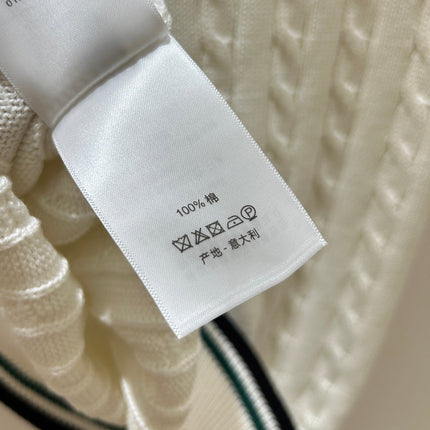 100% 棉
产地 - 意大利